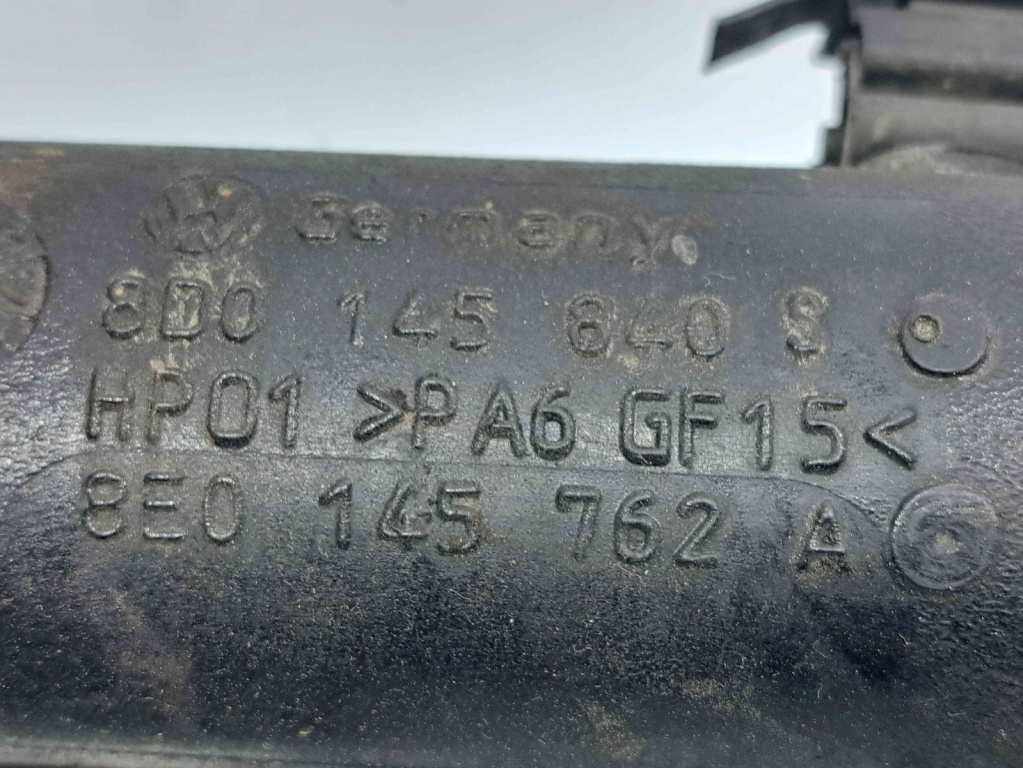 Germany
8D0 145 840 S
HP01 >PA6 GF15<
8E0 145 762 A